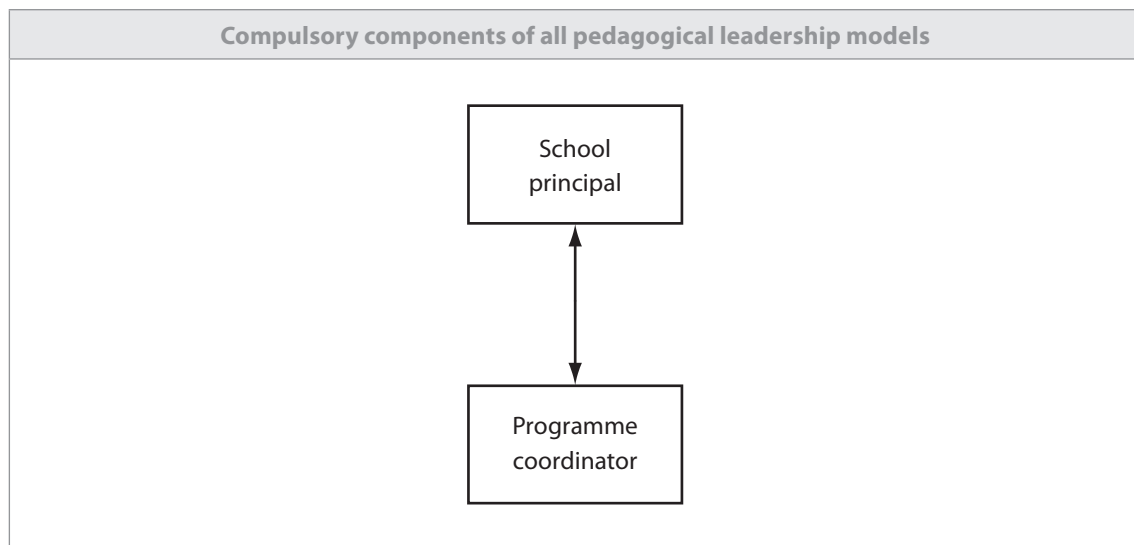 Compulsory components of all pedagogical leadership models
School
principal
Programme
coordinator